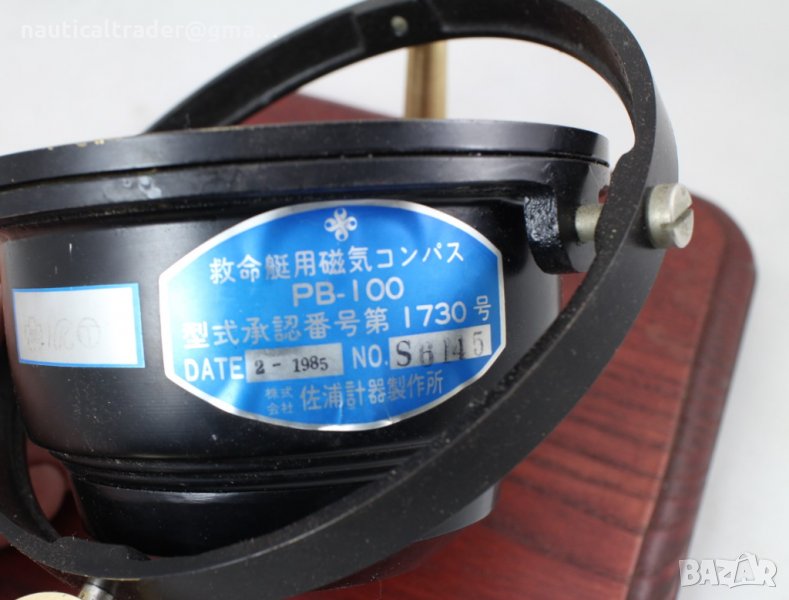 nauticaltrader@gma...
救命艇用磁気コンパス
PB-100
型式承認番号第 1730 号
DATE 2 - 1985 NO. S6145
株式会社 佐浦計器製作所
BAZAR